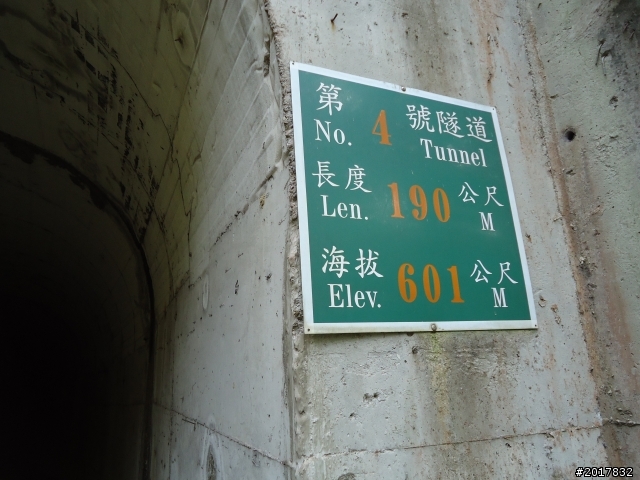 第 4 號隧道
No. Tunnel
長度 190 公尺
Len. M
海拔 601 公尺
Elev. M
#2017832